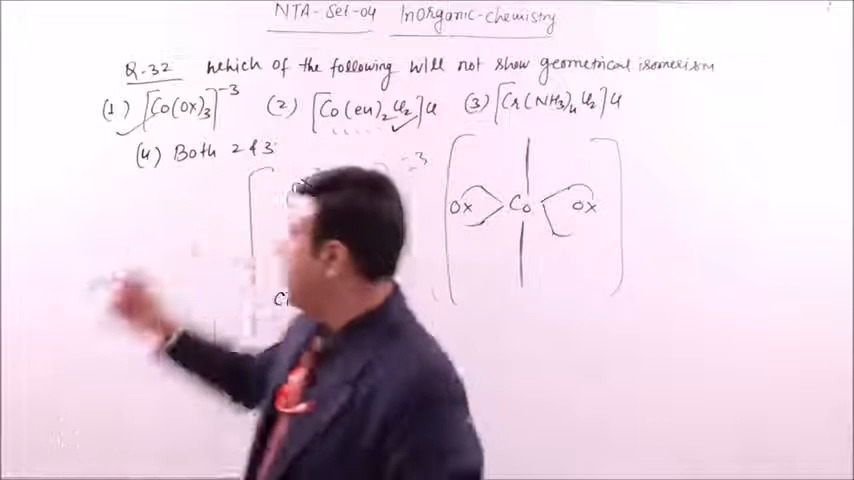 NTA-Set-04 Inorganic-chemistry
Q-32 which of the following will not show geometrical isomerism
(1) [Co(OX)3]-3 (2) [Co(en)2Cl2]Cl (3) [Cr(NH3)4Cl2]Cl
(4) Both 2 & 3
-3
OX Co OX